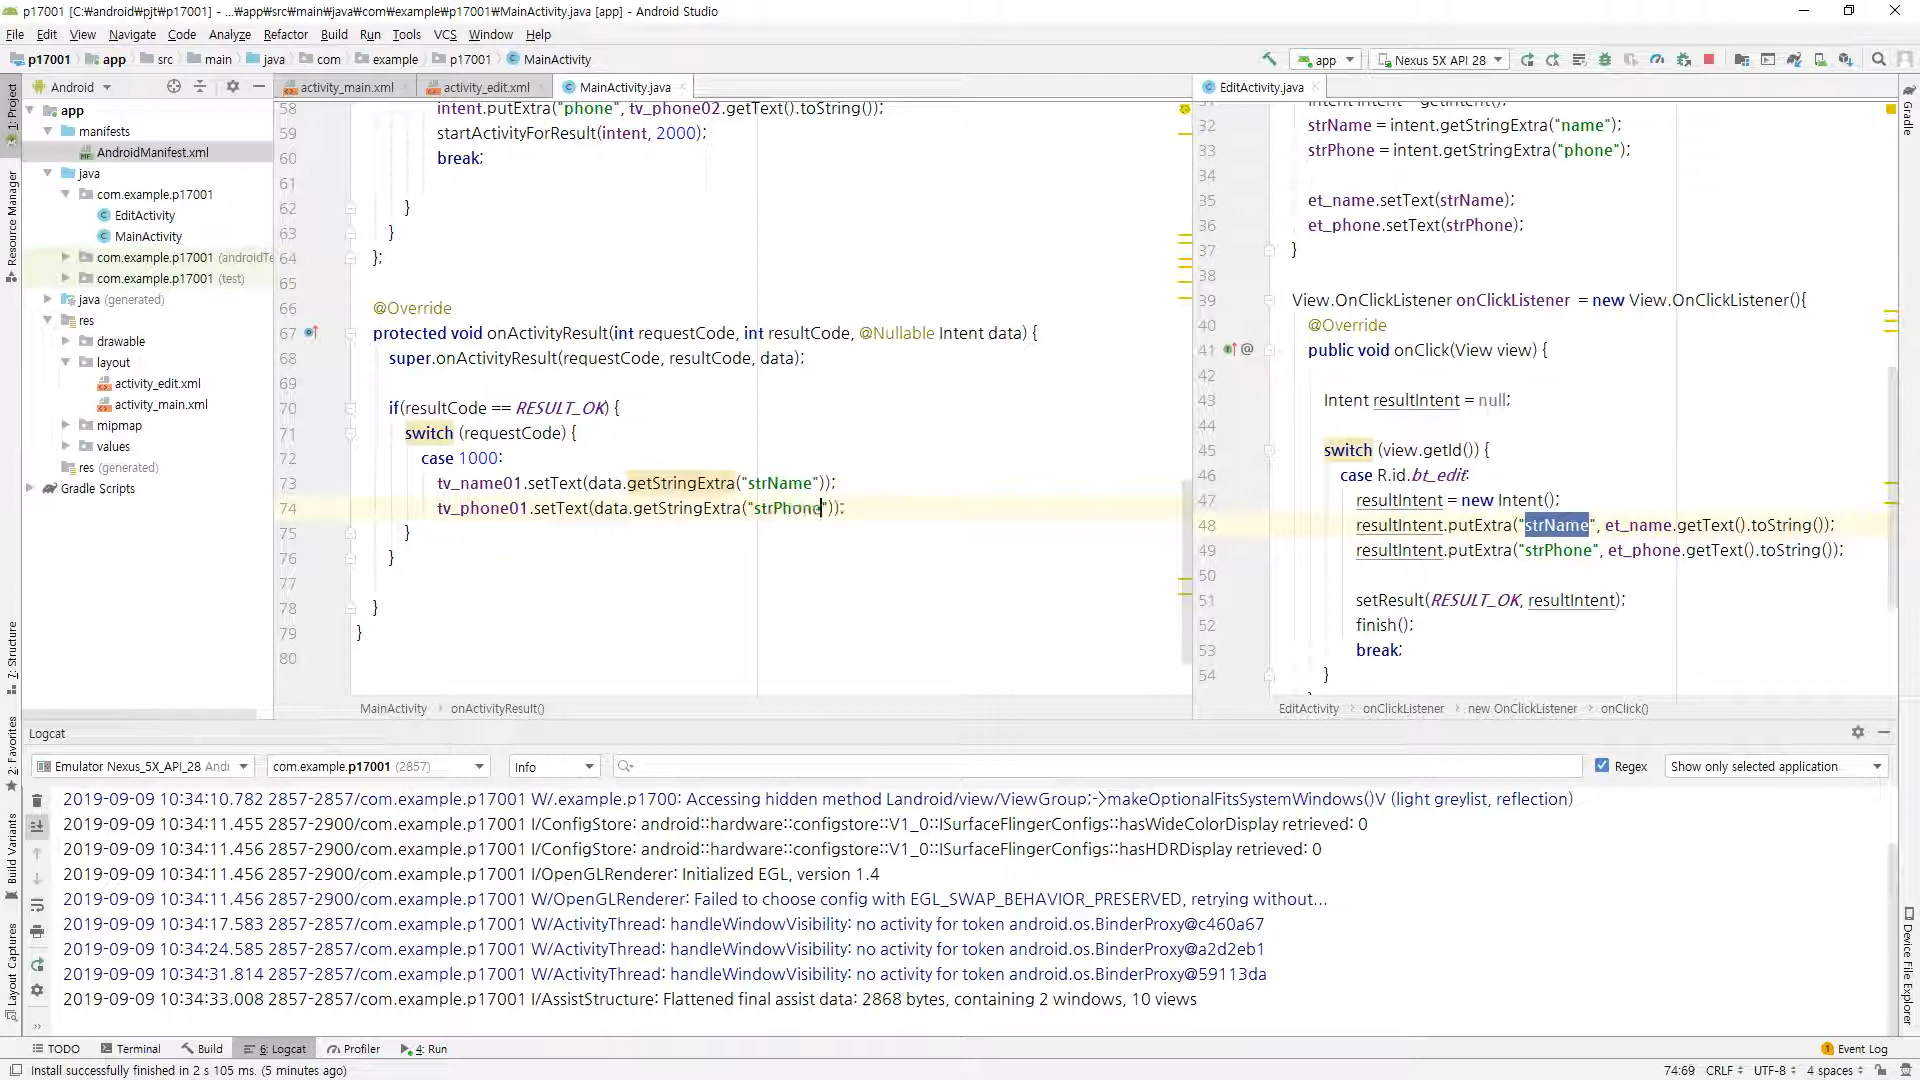 p17001 [C:₩android₩pjt₩p17001] - ...₩app₩src₩main₩java₩com₩example₩p17001₩MainActivity.java [app] - Android Studio
File Edit View Navigate Code Analyze Refactor Build Run Tools VCS Window Help
p17001 app src main java com example p17001 MainActivity
app Nexus 5X API 28
Android
activity_main.xml activity_edit.xml MainActivity.java
EditActivity.java
1: Project
Resource Manager
7: Structure
2: Favorites
Build Variants
Layout Captures
app
manifests
AndroidManifest.xml
java
com.example.p17001
EditActivity
MainActivity
com.example.p17001 (androidTe
com.example.p17001 (test)
java (generated)
res
drawable
layout
activity_edit.xml
activity_main.xml
mipmap
values
res (generated)
Gradle Scripts
58 intent.putExtra("phone", tv_phone02.getText().toString());
59 startActivityForResult(intent, 2000);
60 break;
61
62 }
63 }
64 };
65
66 @Override
67 protected void onActivityResult(int requestCode, int resultCode, @Nullable Intent data) {
68 super.onActivityResult(requestCode, resultCode, data);
69
70 if(resultCode == RESULT_OK) {
71 switch (requestCode) {
72 case 1000:
73 tv_name01.setText(data.getStringExtra("strName"));
74 tv_phone01.setText(data.getStringExtra("strPhone"));
75 }
76 }
77
78 }
79 }
80
MainActivity › onActivityResult()
32 strName = intent.getStringExtra("name");
33 strPhone = intent.getStringExtra("phone");
34
35 et_name.setText(strName);
36 et_phone.setText(strPhone);
37 }
38
39 View.OnClickListener onClickListener = new View.OnClickListener(){
40 @Override
41 public void onClick(View view) {
42
43 Intent resultIntent = null;
44
45 switch (view.getId()) {
46 case R.id.bt_edit:
47 resultIntent = new Intent();
48 resultIntent.putExtra("strName", et_name.getText().toString());
49 resultIntent.putExtra("strPhone", et_phone.getText().toString());
50
51 setResult(RESULT_OK, resultIntent);
52 finish();
53 break;
54 }
EditActivity › onClickListener › new OnClickListener › onClick()
Gradle
Device File Explorer
Logcat
Emulator Nexus_5X_API_28 Andr com.example.p17001 (2857) Info Regex Show only selected application
2019-09-09 10:34:10.782 2857-2857/com.example.p17001 W/.example.p1700: Accessing hidden method Landroid/view/ViewGroup;->makeOptionalFitsSystemWindows()V (light greylist, reflection)
2019-09-09 10:34:11.455 2857-2900/com.example.p17001 I/ConfigStore: android::hardware::configstore::V1_0::ISurfaceFlingerConfigs::hasWideColorDisplay retrieved: 0
2019-09-09 10:34:11.456 2857-2900/com.example.p17001 I/ConfigStore: android::hardware::configstore::V1_0::ISurfaceFlingerConfigs::hasHDRDisplay retrieved: 0
2019-09-09 10:34:11.456 2857-2900/com.example.p17001 I/OpenGLRenderer: Initialized EGL, version 1.4
2019-09-09 10:34:11.456 2857-2900/com.example.p17001 W/OpenGLRenderer: Failed to choose config with EGL_SWAP_BEHAVIOR_PRESERVED, retrying without...
2019-09-09 10:34:17.583 2857-2857/com.example.p17001 W/ActivityThread: handleWindowVisibility: no activity for token android.os.BinderProxy@c460a67
2019-09-09 10:34:24.585 2857-2857/com.example.p17001 W/ActivityThread: handleWindowVisibility: no activity for token android.os.BinderProxy@a2d2eb1
2019-09-09 10:34:31.814 2857-2857/com.example.p17001 W/ActivityThread: handleWindowVisibility: no activity for token android.os.BinderProxy@59113da
2019-09-09 10:34:33.008 2857-2857/com.example.p17001 I/AssistStructure: Flattened final assist data: 2868 bytes, containing 2 windows, 10 views
TODO Terminal Build 6: Logcat Profiler 4: Run 1 Event Log
Install successfully finished in 2 s 105 ms. (5 minutes ago) 74:69 CRLF UTF-8 4 spaces